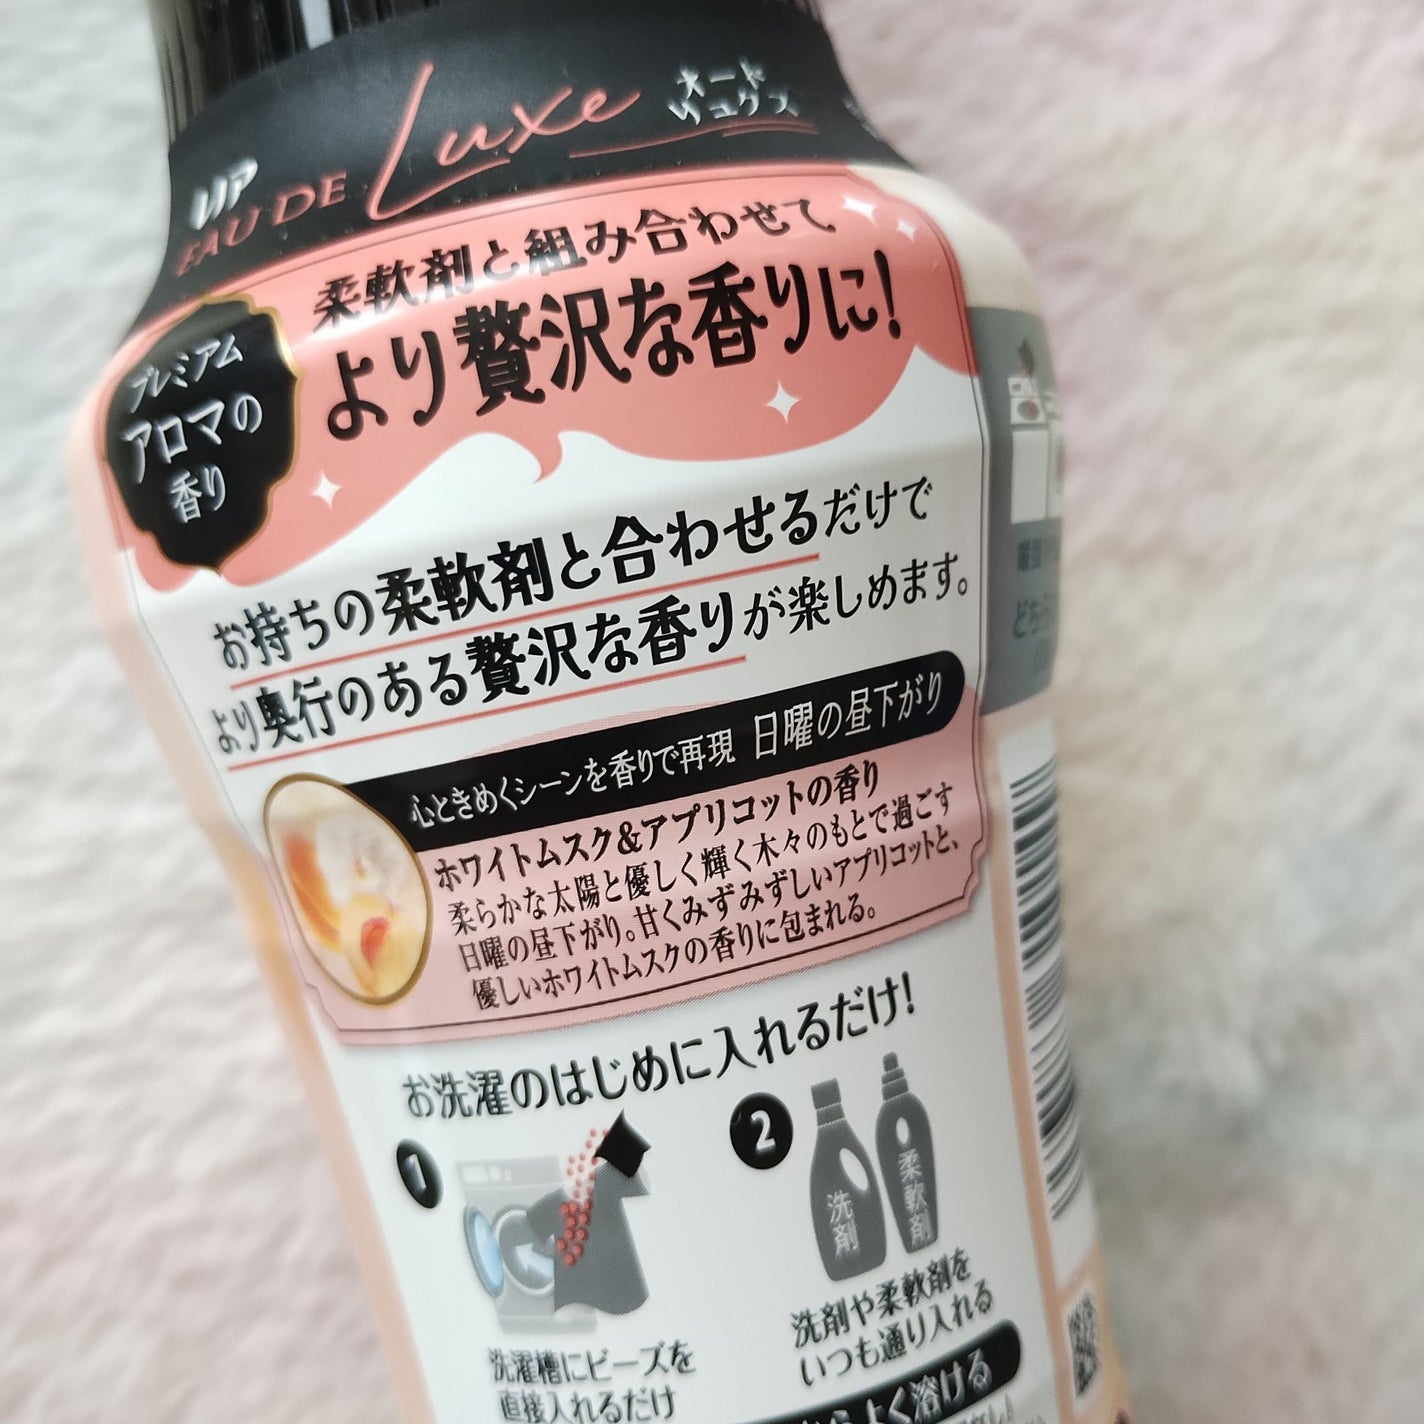 EAU DE Luxe
オード
リュクス
柔軟剤と組み合わせて
より贅沢な香りに!
プレミアム
アロマの
香り
お持ちの柔軟剤と合わせるだけで
より奥行のある贅沢な香りが楽しめます。
心ときめくシーンを香りで再現 日曜の昼下がり
ホワイトムスク&アプリコットの香り
柔らかな太陽と優しく輝く木々のもとで過ごす
日曜の昼下がり。甘くみずみずしいアプリコットと、
優しいホワイトムスクの香りに包まれる。
お洗濯のはじめに入れるだけ!
1
洗濯槽にビーズを
直接入れるだけ
2
洗剤
柔軟剤
洗剤や柔軟剤を
いつも通り入れる
よく溶ける